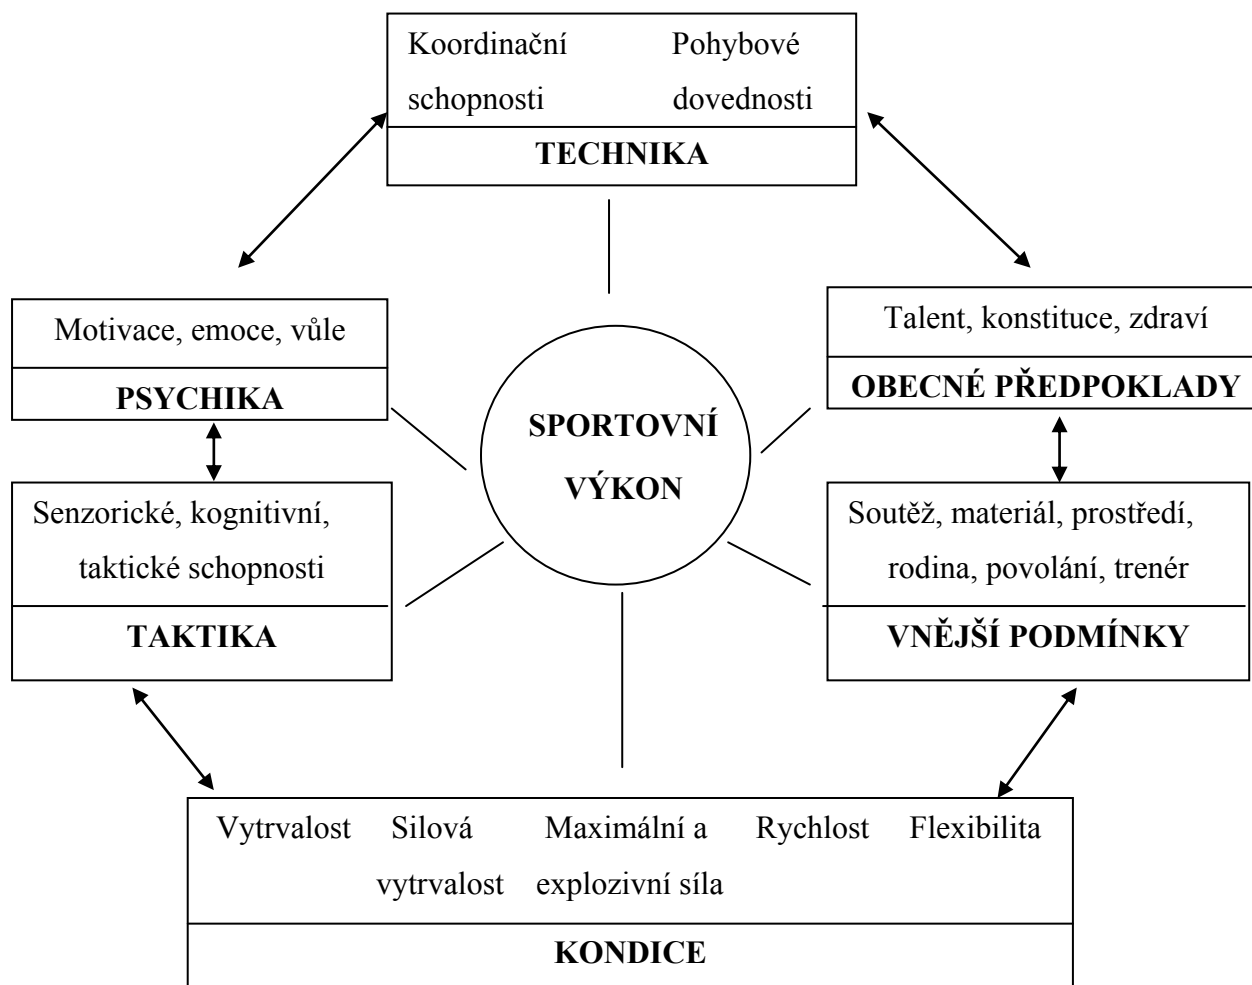 Koordinační Pohybové
schopnosti dovednosti
TECHNIKA
Motivace, emoce, vůle
PSYCHIKA
Talent, konstituce, zdraví
OBECNÉ PŘEDPOKLADY
SPORTOVNÍ
VÝKON
Senzorické, kognitivní,
taktické schopnosti
TAKTIKA
Soutěž, materiál, prostředí,
rodina, povolání, trenér
VNĚJŠÍ PODMÍNKY
Vytrvalost Silová Maximální a Rychlost Flexibilita
vytrvalost explozivní síla
KONDICE